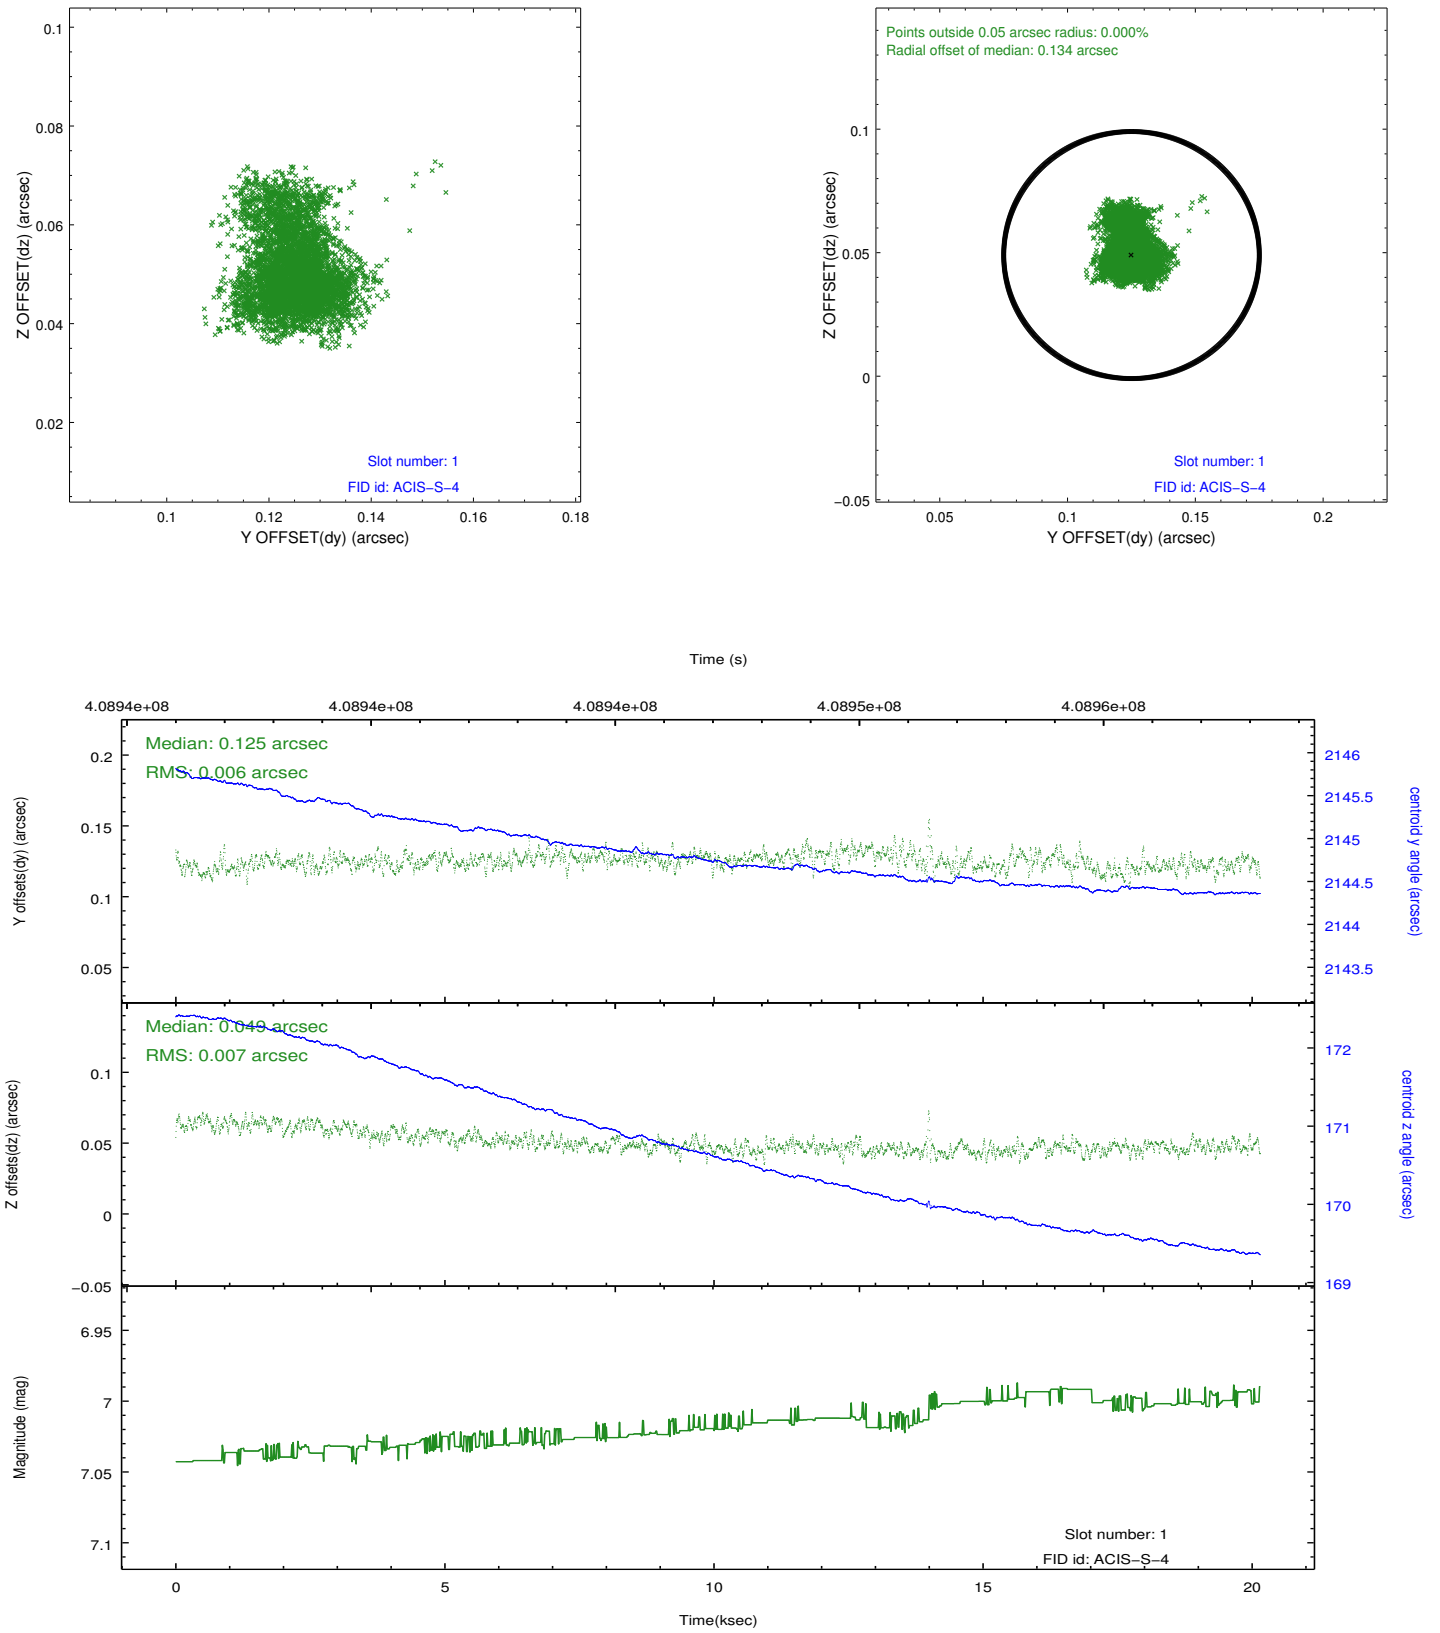 0.1
0.08
0.06
0.04
0.02
Z OFFSET(dz) (arcsec)
Slot number: 1
FID id: ACIS−S−4
0.1 0.12 0.14 0.16 0.18
Y OFFSET(dy) (arcsec)
Points outside 0.05 arcsec radius: 0.000%
Radial offset of median: 0.134 arcsec
0.1
0.05
0
−0.05
Z OFFSET(dz) (arcsec)
Slot number: 1
FID id: ACIS−S−4
0.05 0.1 0.15 0.2
Y OFFSET(dy) (arcsec)
Time (s)
4.0894e+08 4.0894e+08 4.0894e+08 4.0895e+08 4.0896e+08
Median: 0.125 arcsec
RMS: 0.006 arcsec
0.2
0.15
0.1
0.05
Y offsets(dy) (arcsec)
2146
2145.5
2145
2144.5
2144
2143.5
centroid y angle (arcsec)
Median: 0.049 arcsec
RMS: 0.007 arcsec
0.1
0.05
0
−0.05
Z offsets(dz) (arcsec)
172
171
170
169
centroid z angle (arcsec)
6.95
7
7.05
7.1
Magnitude (mag)
Slot number: 1
FID id: ACIS−S−4
0 5 10 15 20
Time(ksec)